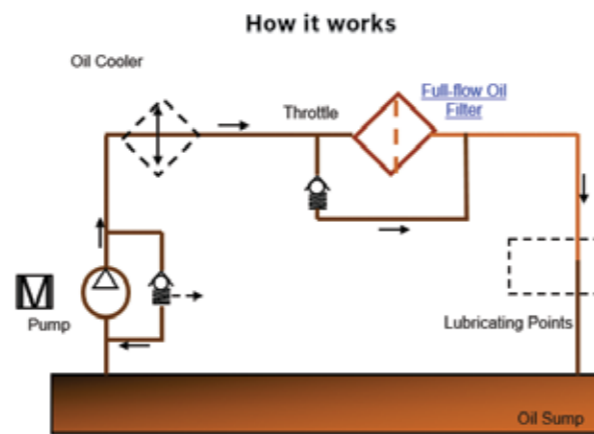 How it works
Oil Cooler
Throttle
Full-flow Oil
Filter
M
Pump
Lubricating Points
Oil Sump